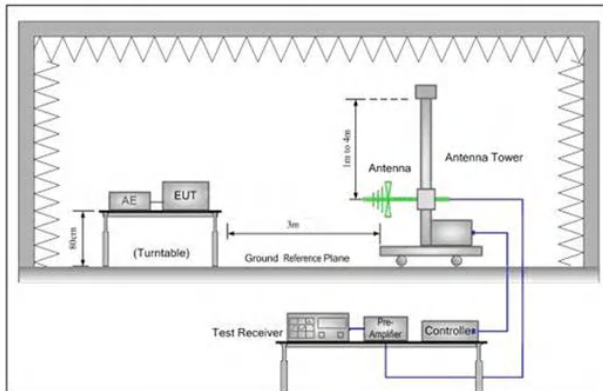 1m to 4m
Antenna
Antenna Tower
AE
EUT
80cm
(Turntable)
3m
Ground Reference Plane
Test Receiver
Pre-
Amplifier
Controller